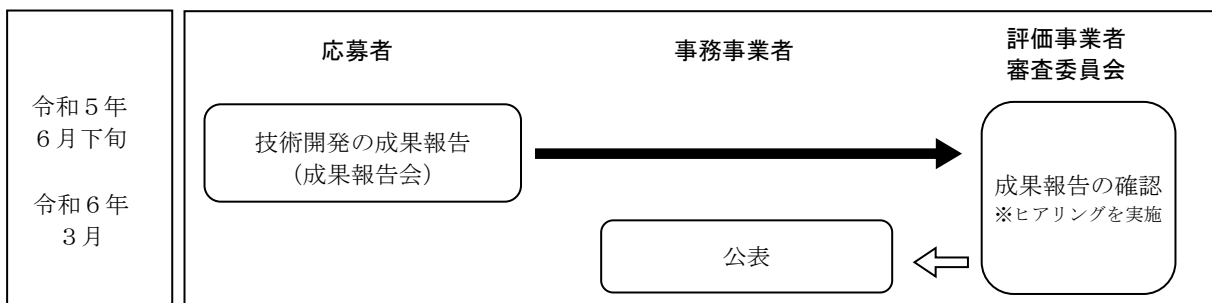 応募者
事務事業者
評価事業者
審査委員会
令和５年
６月下旬
令和６年
３月
技術開発の成果報告
（成果報告会）
成果報告の確認
※ヒアリングを実施
公表